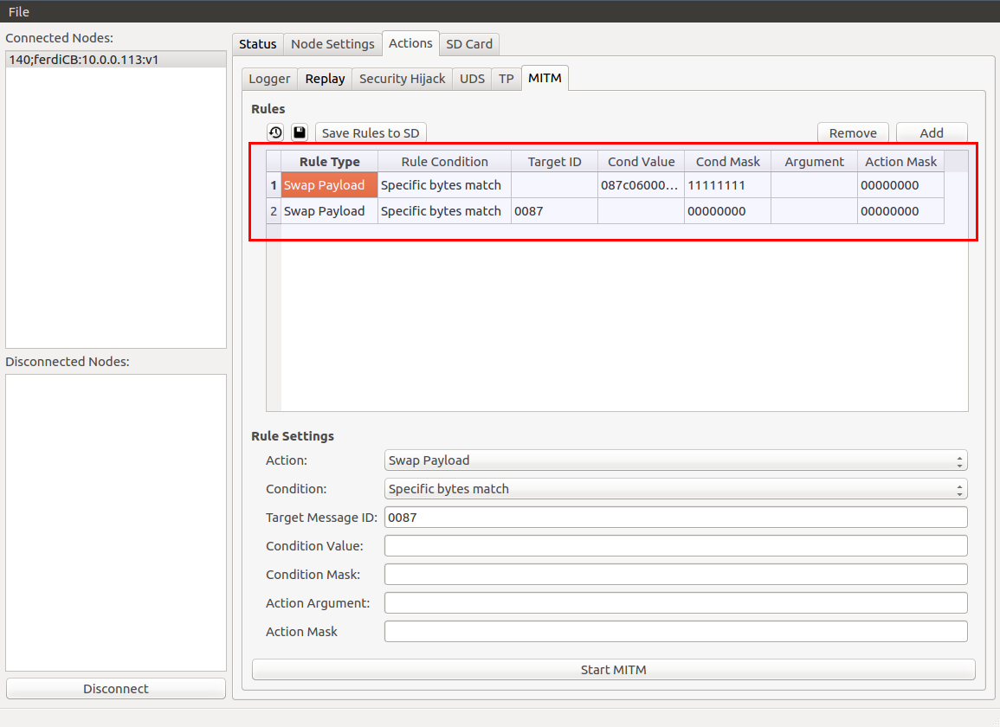 File
Connected Nodes:
140;ferdiCB:10.0.0.113:v1
Disconnected Nodes:
Disconnect
Status Node Settings Actions SD Card
Logger Replay Security Hijack UDS TP MITM
Rules
Save Rules to SD Remove Add
Rule Type Rule Condition Target ID Cond Value Cond Mask Argument Action Mask
1 Swap Payload Specific bytes match 087c06000... 11111111 00000000
2 Swap Payload Specific bytes match 0087 00000000 00000000
Rule Settings
Action: Swap Payload
Condition: Specific bytes match
Target Message ID: 0087
Condition Value:
Condition Mask:
Action Argument:
Action Mask
Start MITM